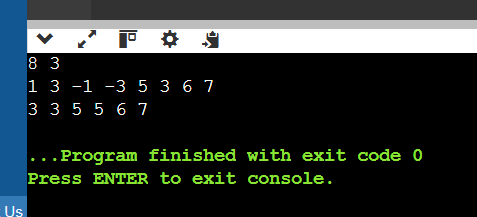 8 3
1 3 -1 -3 5 3 6 7
3 3 5 5 6 7
...Program finished with exit code 0
Press ENTER to exit console.
Us